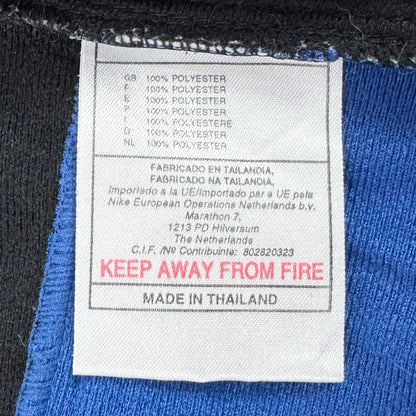 GB 100% POLYESTER
F 100% POLYESTER
E 100% POLYESTER
P 100% POLYESTER
I 100% POLYESTERE
D 100% POLYESTER
NL 100% POLYESTER
FABRICADO EN TAILANDIA,
FABRICADO NA TAILANDIA,
Importado a la UE/Importado par a UE pela
Nike European Operations Netherlands b.v.
Marathon 7,
1213 PD Hilversum
The Netherlands
C.I.F. /Nº Contribuinte: 802820323
KEEP AWAY FROM FIRE
MADE IN THAILAND